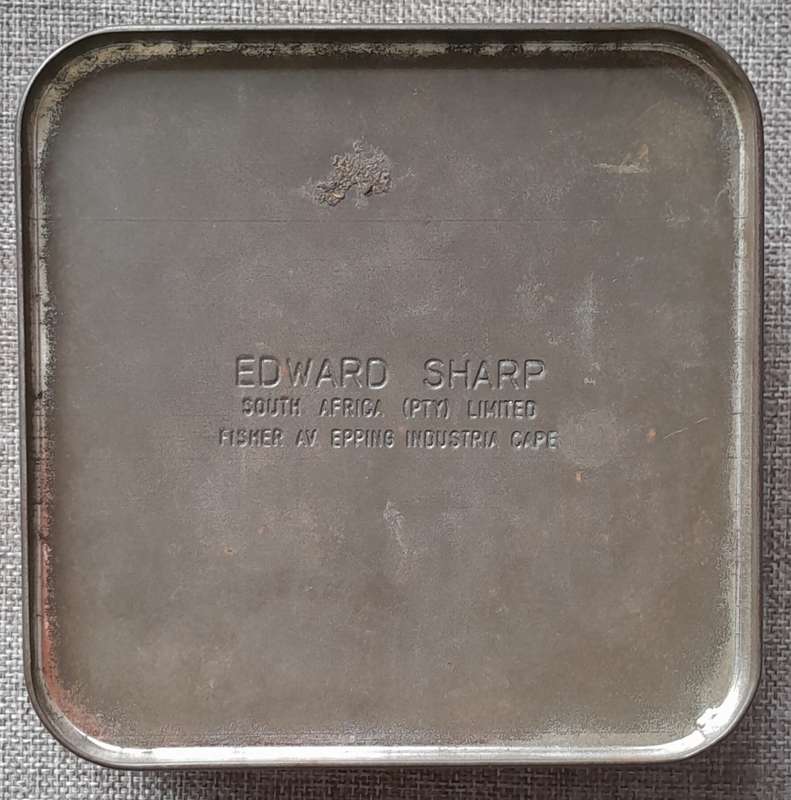 EDWARD SHARP
SOUTH AFRICA (PTY) LIMITED
FISHER AV EPPING INDUSTRIA CAPE